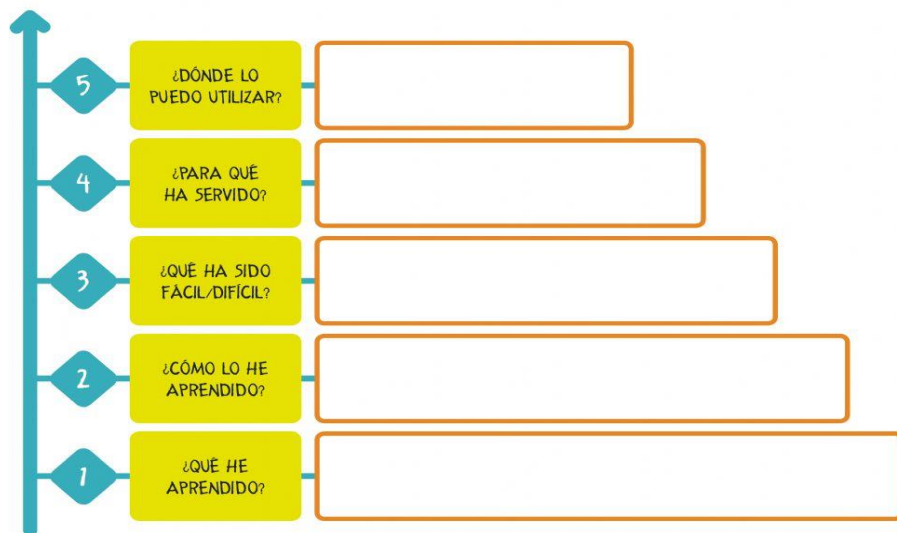 5
¿DÓNDE LO
PUEDO UTILIZAR?
4
¿PARA QUÉ
HA SERVIDO?
3
¿QUÉ HA SIDO
FÁCIL/DIFÍCIL?
2
¿CÓMO LO HE
APRENDIDO?
1
¿QUÉ HE
APRENDIDO?